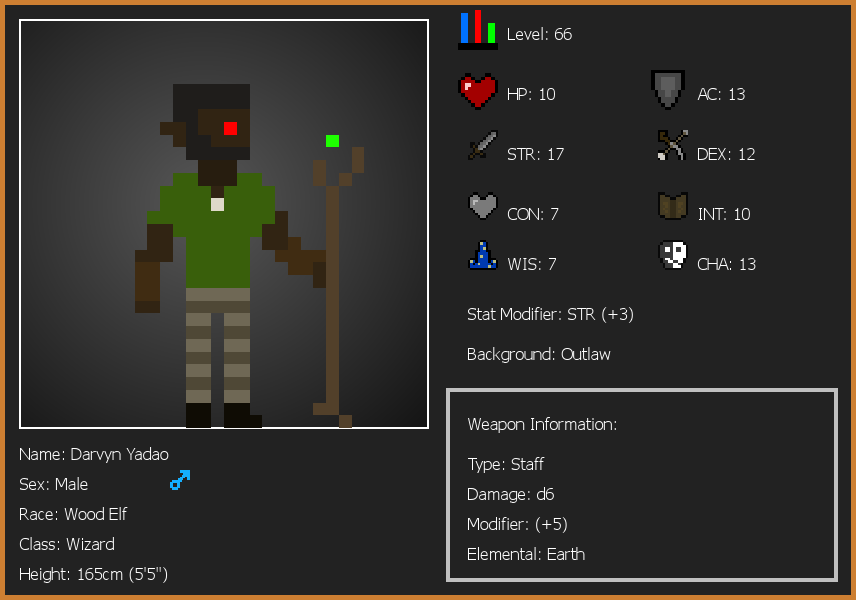 Level: 66
HP: 10
AC: 13
STR: 17
DEX: 12
CON: 7
INT: 10
WIS: 7
CHA: 13
Stat Modifier: STR (+3)
Background: Outlaw
Weapon Information:
Type: Staff
Damage: d6
Modifier: (+5)
Elemental: Earth
Name: Darvyn Yadao
Sex: Male
Race: Wood Elf
Class: Wizard
Height: 165cm (5'5")